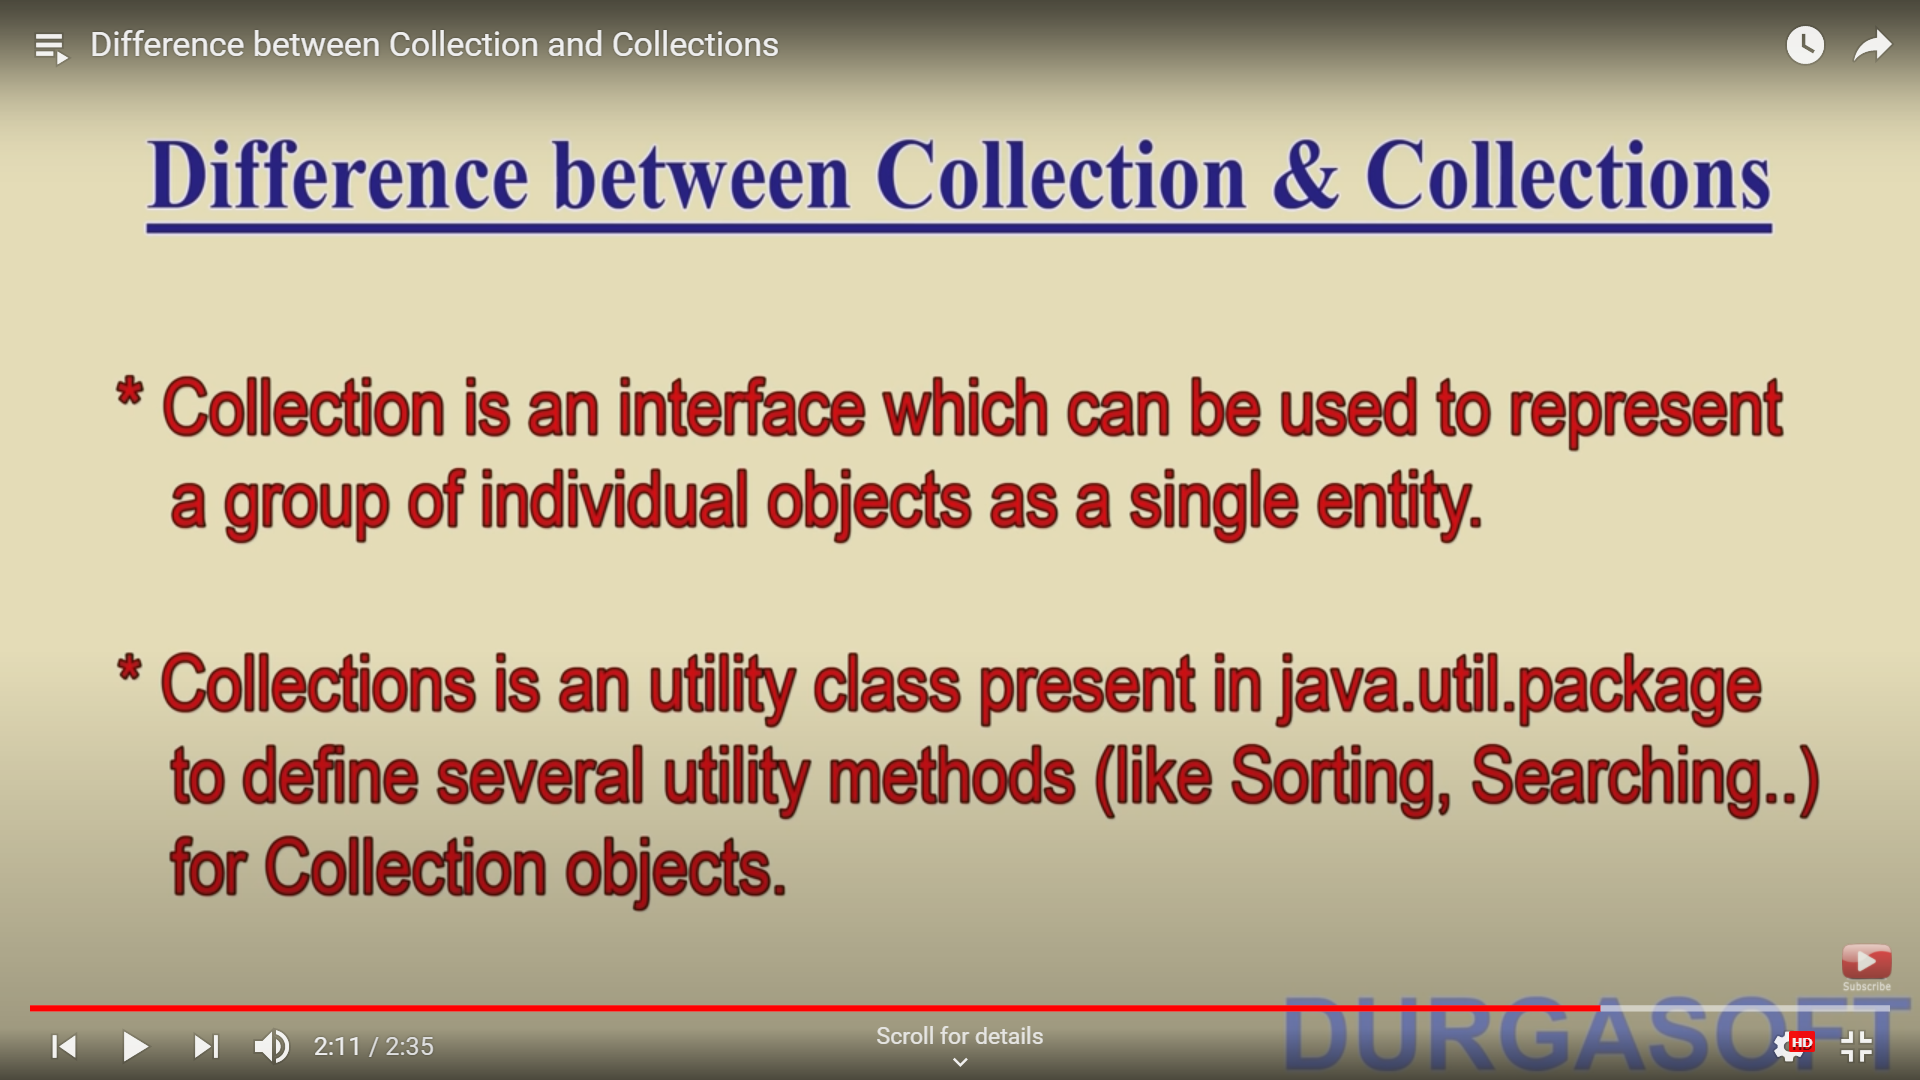 Difference between Collection and Collections
Difference between Collection & Collections
* Collection is an interface which can be used to represent
a group of individual objects as a single entity.
* Collections is an utility class present in java.util.package
to define several utility methods (like Sorting, Searching..)
for Collection objects.
Subscribe
DURGASOFT
2:11 / 2:35
Scroll for details
HD